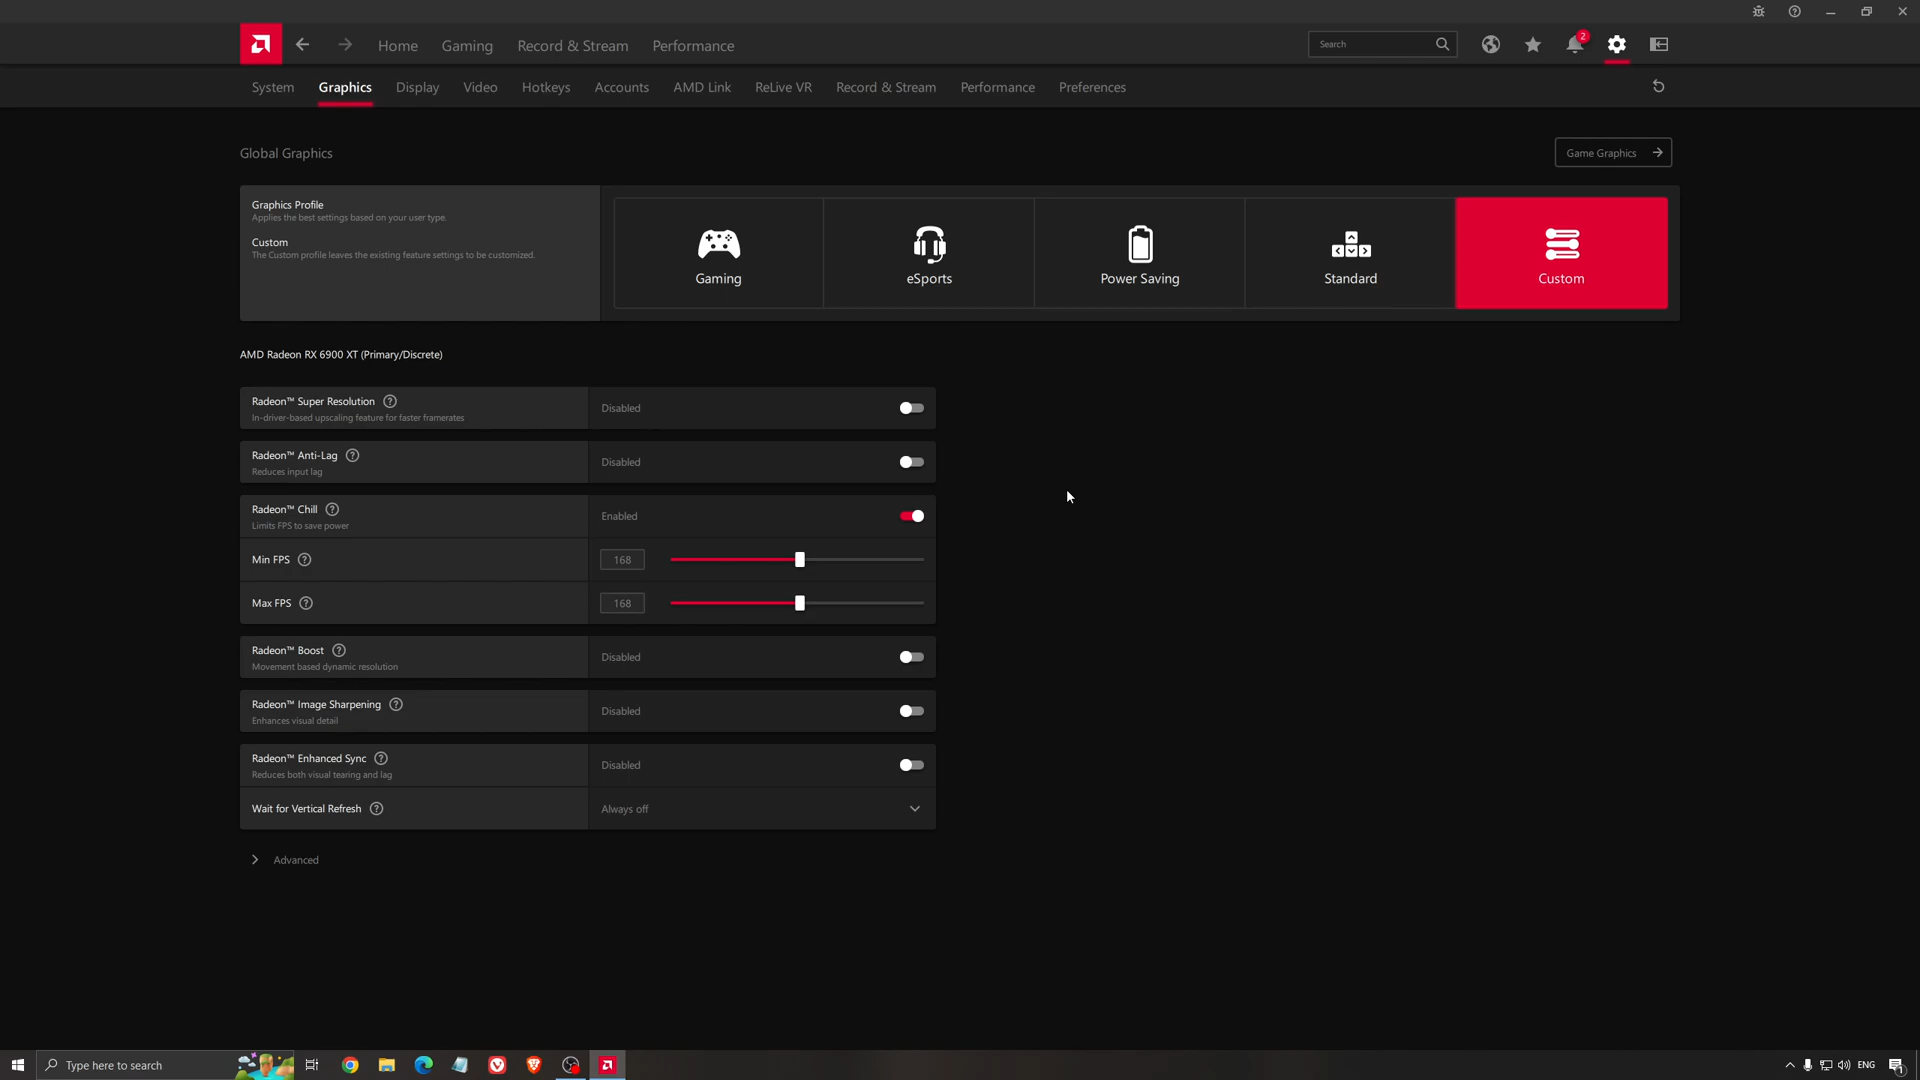 Home Gaming Record & Stream Performance Search 2
System Graphics Display Video Hotkeys Accounts AMD Link ReLive VR Record & Stream Performance Preferences
Global Graphics
Game Graphics
Graphics Profile
Applies the best settings based on your user type.
Custom
The Custom profile leaves the existing feature settings to be customized.
Gaming eSports Power Saving Standard Custom
AMD Radeon RX 6900 XT (Primary/Discrete)
Radeon™ Super Resolution
In-driver-based upscaling feature for faster framerates
Disabled
Radeon™ Anti-Lag
Reduces input lag
Disabled
Radeon™ Chill
Limits FPS to save power
Enabled
Min FPS 168
Max FPS 168
Radeon™ Boost
Movement based dynamic resolution
Disabled
Radeon™ Image Sharpening
Enhances visual detail
Disabled
Radeon™ Enhanced Sync
Reduces both visual tearing and lag
Disabled
Wait for Vertical Refresh Always off
Advanced
Type here to search ENG 1